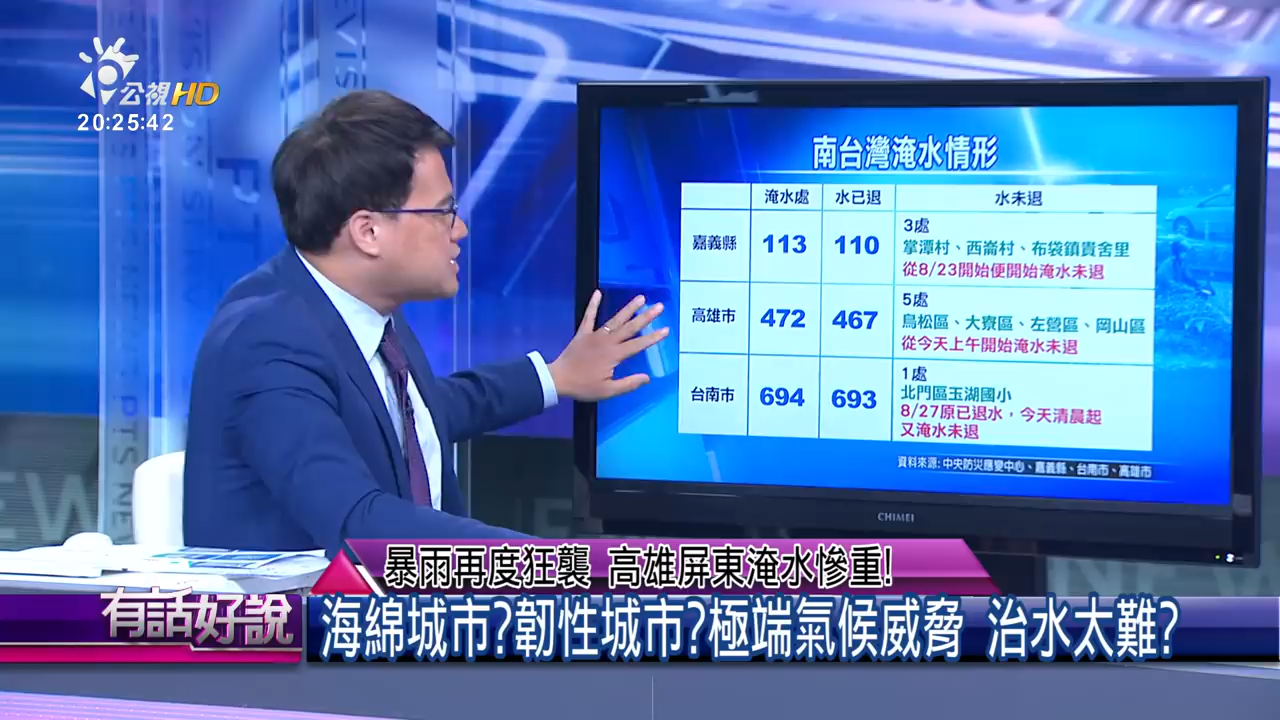 公視HD
20:25:42
南台灣淹水情形
淹水處 水已退 水未退
嘉義縣 113 110 3處
掌潭村、西崙村、布袋鎮貴舍里
從8/23開始便開始淹水未退
高雄市 472 467 5處
鳥松區、大寮區、左營區、岡山區
從今天上午開始淹水未退
台南市 694 693 1處
北門區玉湖國小
8/27原已退水，今天清晨起
又淹水未退
資料來源: 中央防災應變中心、嘉義縣、台南市、高雄市
CHIMEI
暴雨再度狂襲 高雄屏東淹水慘重!
有話好說
海綿城市?韌性城市?極端氣候威脅 治水太難?